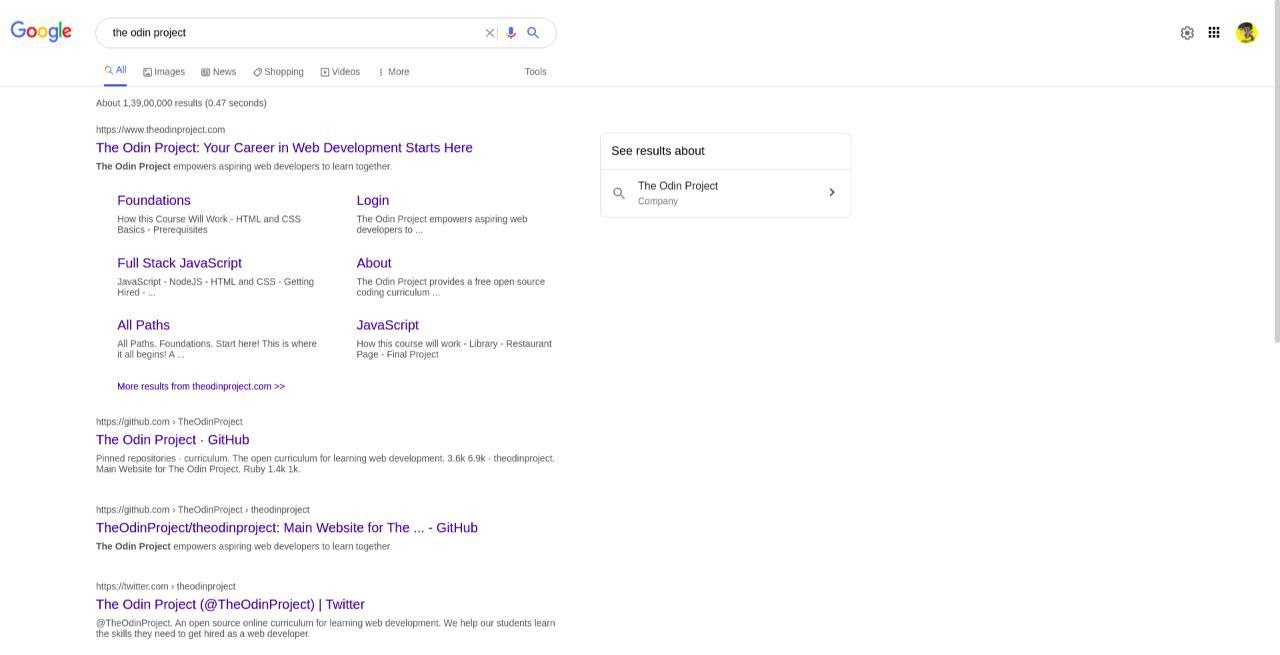 Google
the odin project
All Images News Shopping Videos More Tools
About 1,39,00,000 results (0.47 seconds)
https://www.theodinproject.com
The Odin Project: Your Career in Web Development Starts Here
The Odin Project empowers aspiring web developers to learn together.
Foundations
How this Course Will Work - HTML and CSS
Basics - Prerequisites
Login
The Odin Project empowers aspiring web
developers to ...
Full Stack JavaScript
JavaScript - NodeJS - HTML and CSS - Getting
Hired - ...
About
The Odin Project provides a free open source
coding curriculum ...
All Paths
All Paths. Foundations. Start here! This is where
it all begins! A ...
JavaScript
How this course will work - Library - Restaurant
Page - Final Project
More results from theodinproject.com >>
https://github.com › TheOdinProject
The Odin Project · GitHub
Pinned repositories · curriculum. The open curriculum for learning web development. 3.6k 6.9k · theodinproject.
Main Website for The Odin Project. Ruby 1.4k 1k.
https://github.com › TheOdinProject › theodinproject
TheOdinProject/theodinproject: Main Website for The ... - GitHub
The Odin Project empowers aspiring web developers to learn together.
https://twitter.com › theodinproject
The Odin Project (@TheOdinProject) | Twitter
@TheOdinProject. An open source online curriculum for learning web development. We help our students learn
the skills they need to get hired as a web developer.
See results about
The Odin Project
Company